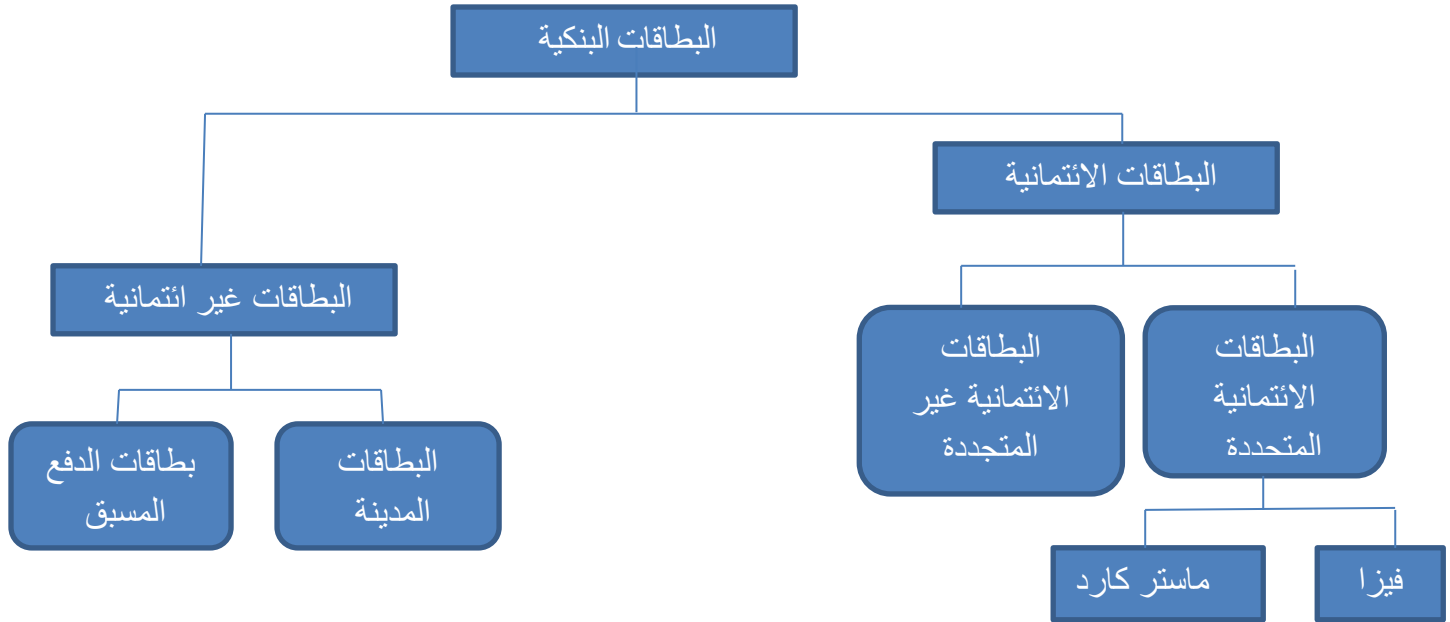 البطاقات البنكية
البطاقات الائتمانية
البطاقات غير ائتمانية
البطاقات
الائتمانية
المتحددة
البطاقات
الائتمانية غير
المتجددة
البطاقات
المدينة
بطاقات الدفع
المسبق
فيزا
ماستر كارد